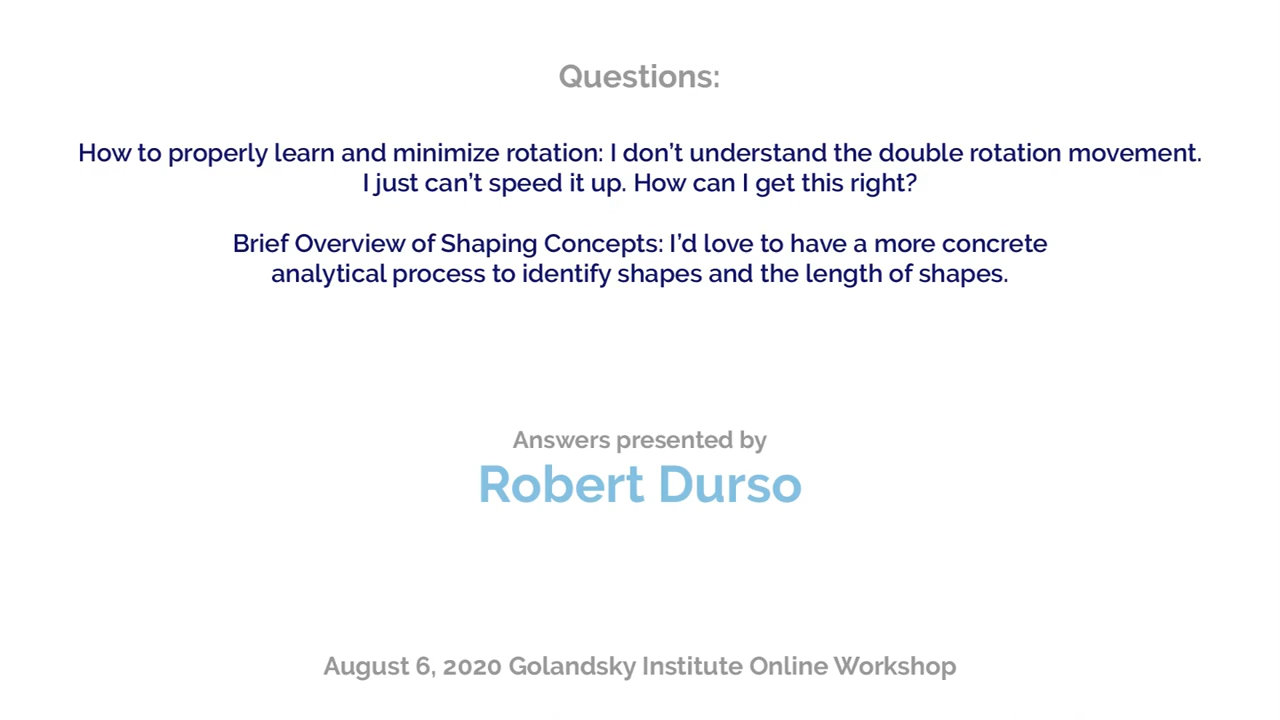 Questions:
How to properly learn and minimize rotation: I don’t understand the double rotation movement.
I just can’t speed it up. How can I get this right?
Brief Overview of Shaping Concepts: I’d love to have a more concrete
analytical process to identify shapes and the length of shapes.
Answers presented by
Robert Durso
August 6, 2020 Golandsky Institute Online Workshop